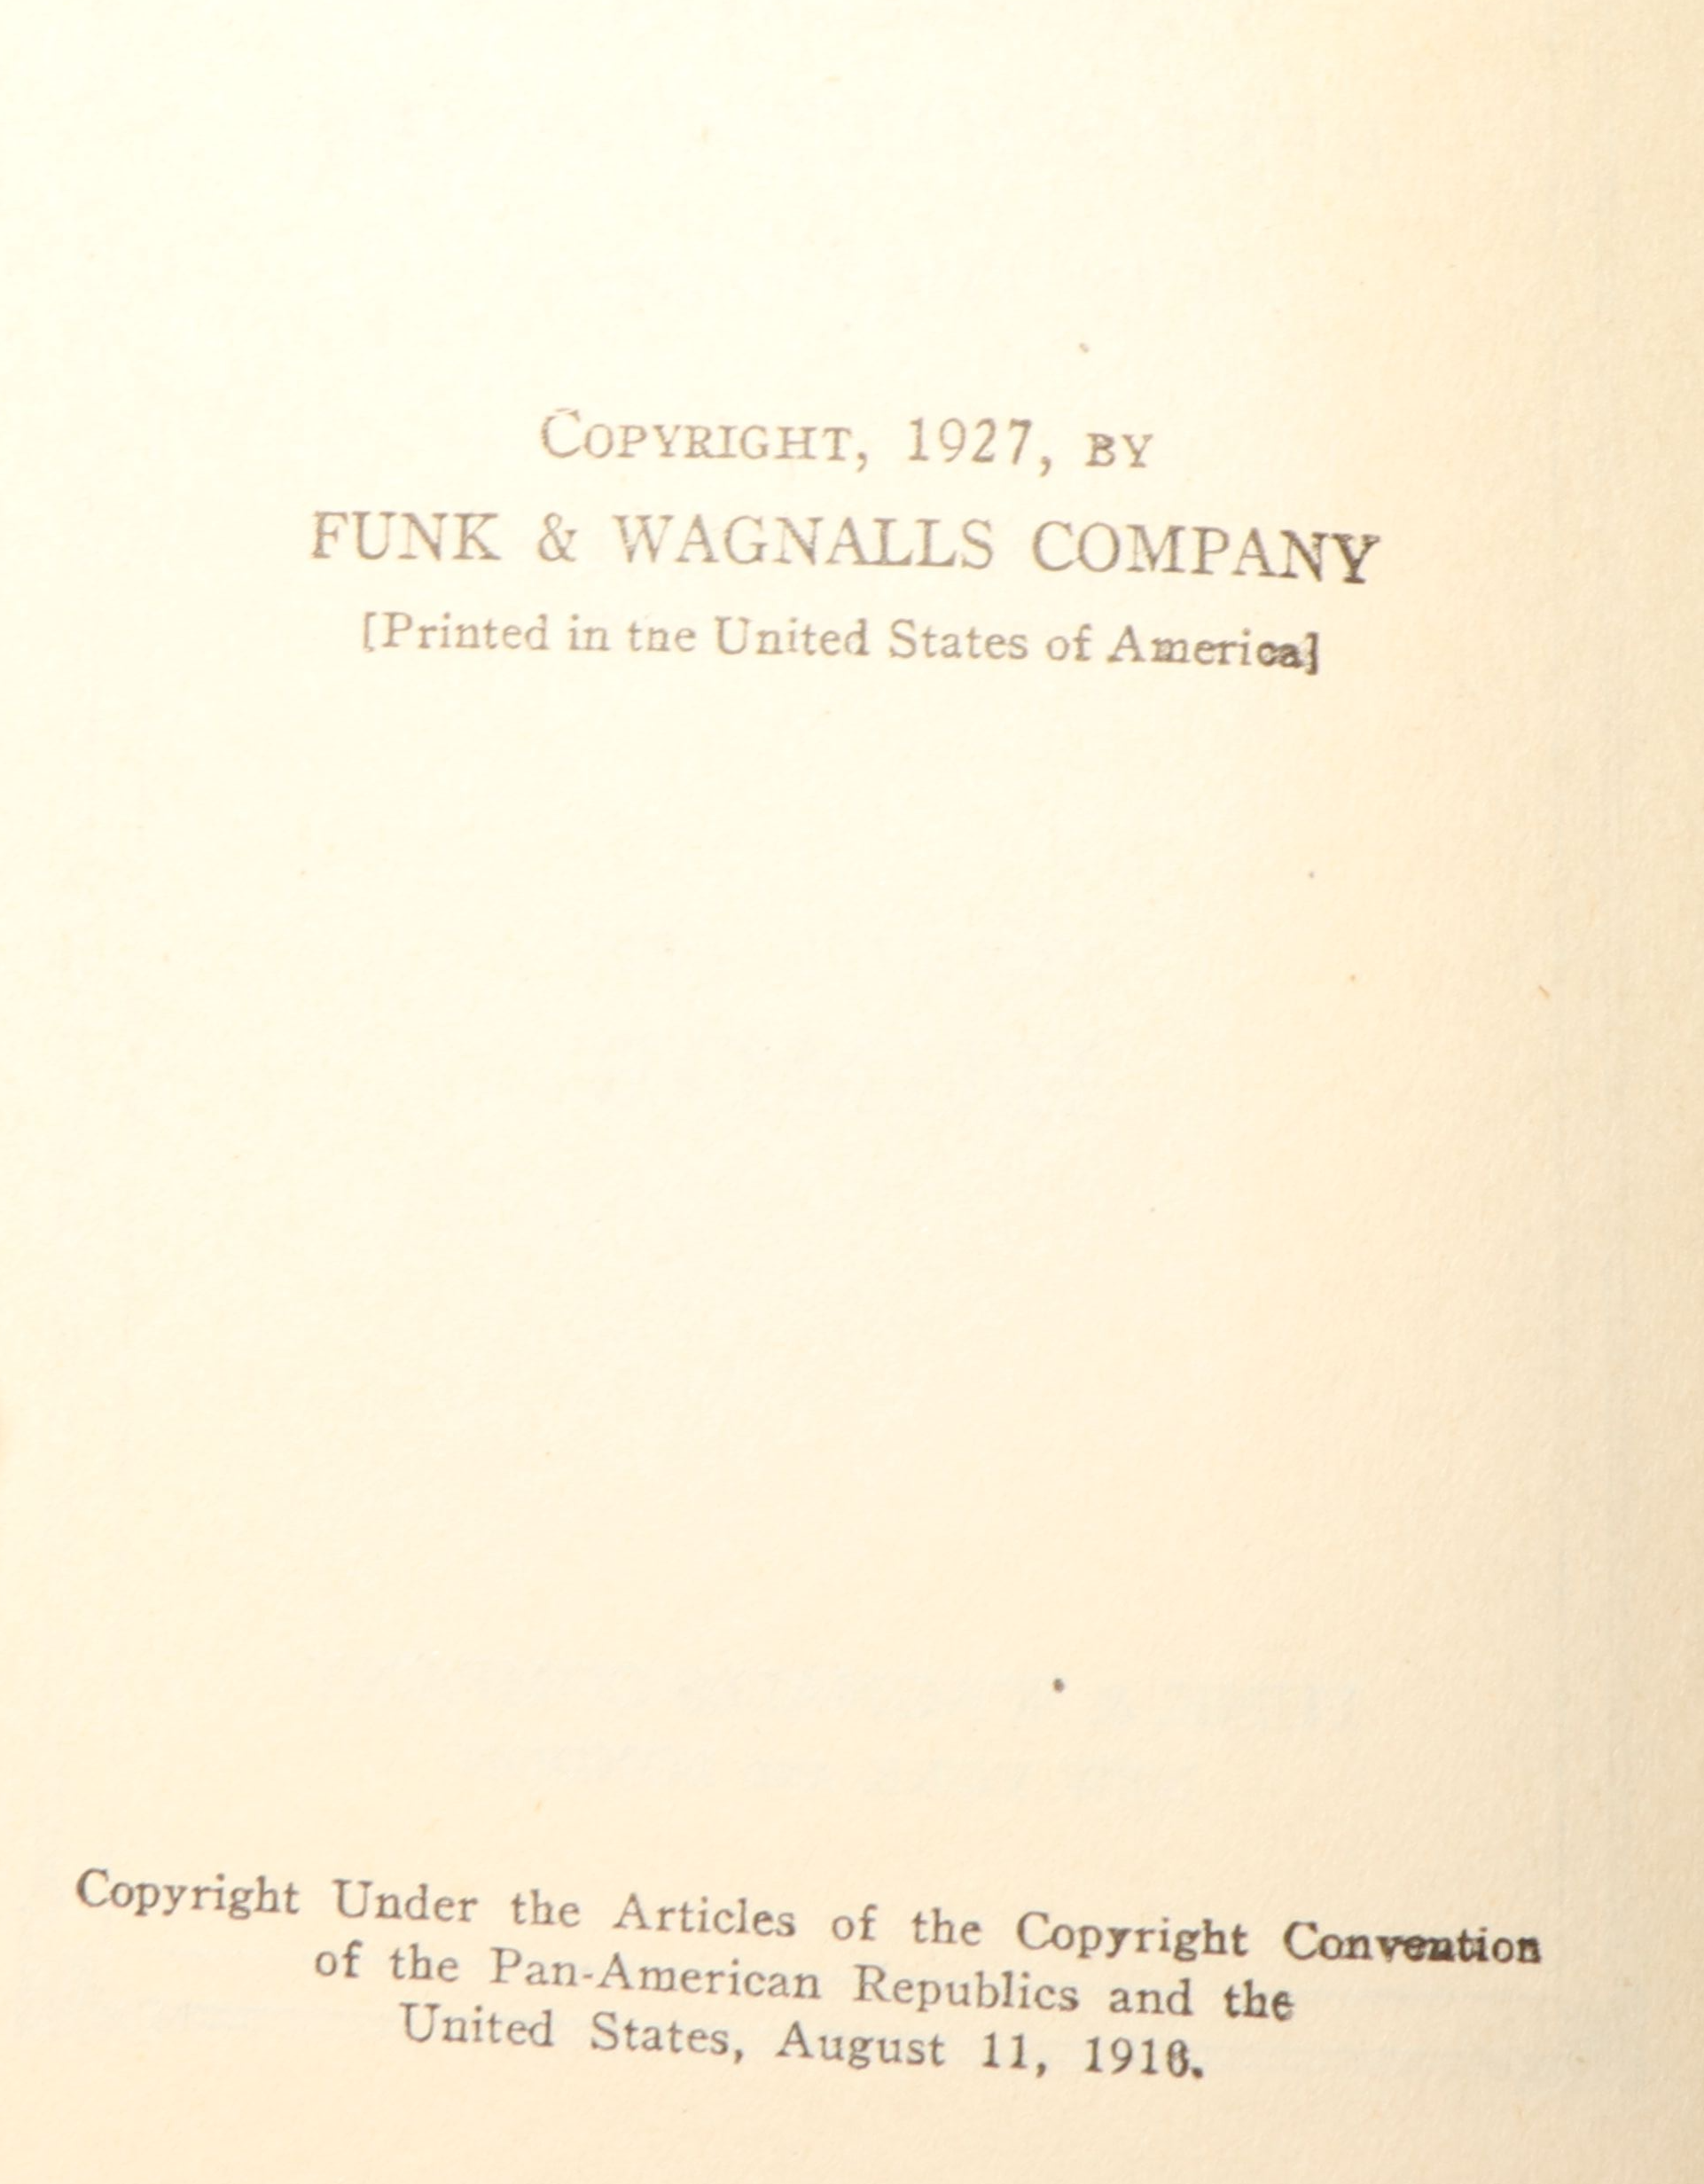 COPYRIGHT, 1927, BY
FUNK & WAGNALLS COMPANY
[Printed in the United States of America]
Copyright Under the Articles of the Copyright Convention
of the Pan-American Republics and the
United States, August 11, 1910.